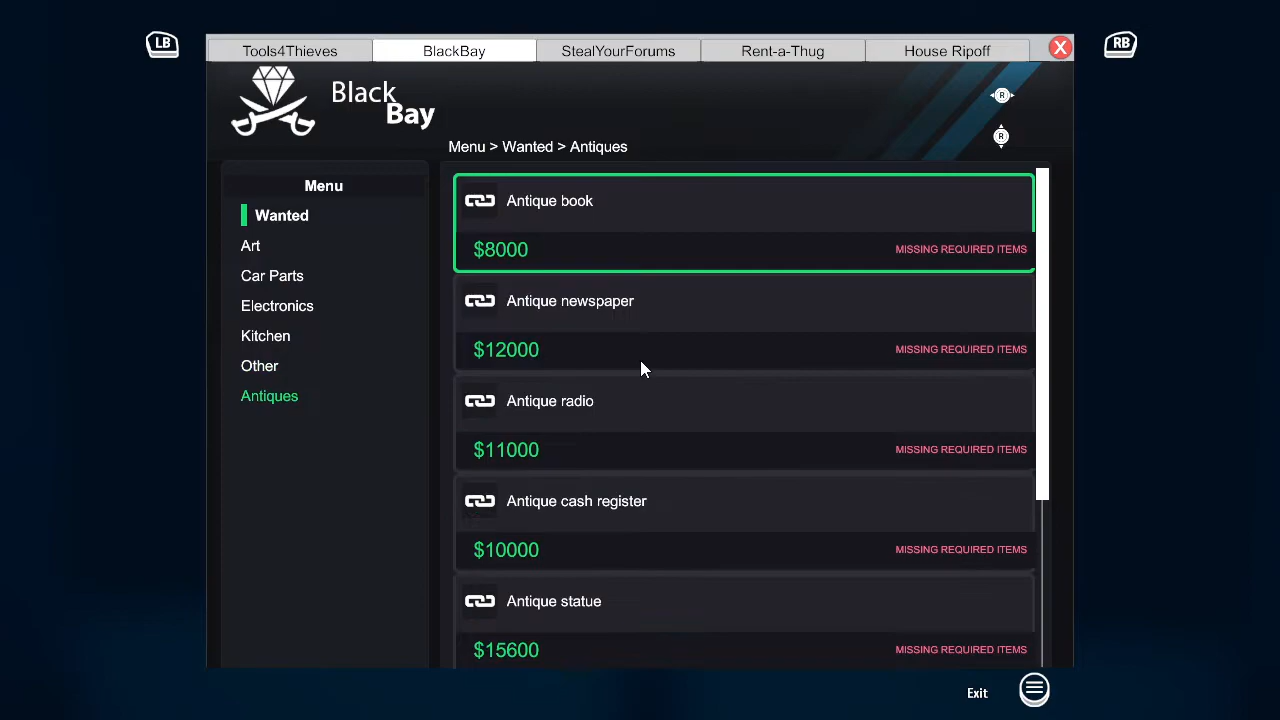 LB
RB
Tools4Thieves
BlackBay
StealYourForums
Rent-a-Thug
House Ripoff
X
Black
Bay
R
R
Menu > Wanted > Antiques
Menu
Wanted
Art
Car Parts
Electronics
Kitchen
Other
Antiques
Antique book
$8000 MISSING REQUIRED ITEMS
Antique newspaper
$12000 MISSING REQUIRED ITEMS
Antique radio
$11000 MISSING REQUIRED ITEMS
Antique cash register
$10000 MISSING REQUIRED ITEMS
Antique statue
$15600 MISSING REQUIRED ITEMS
Exit